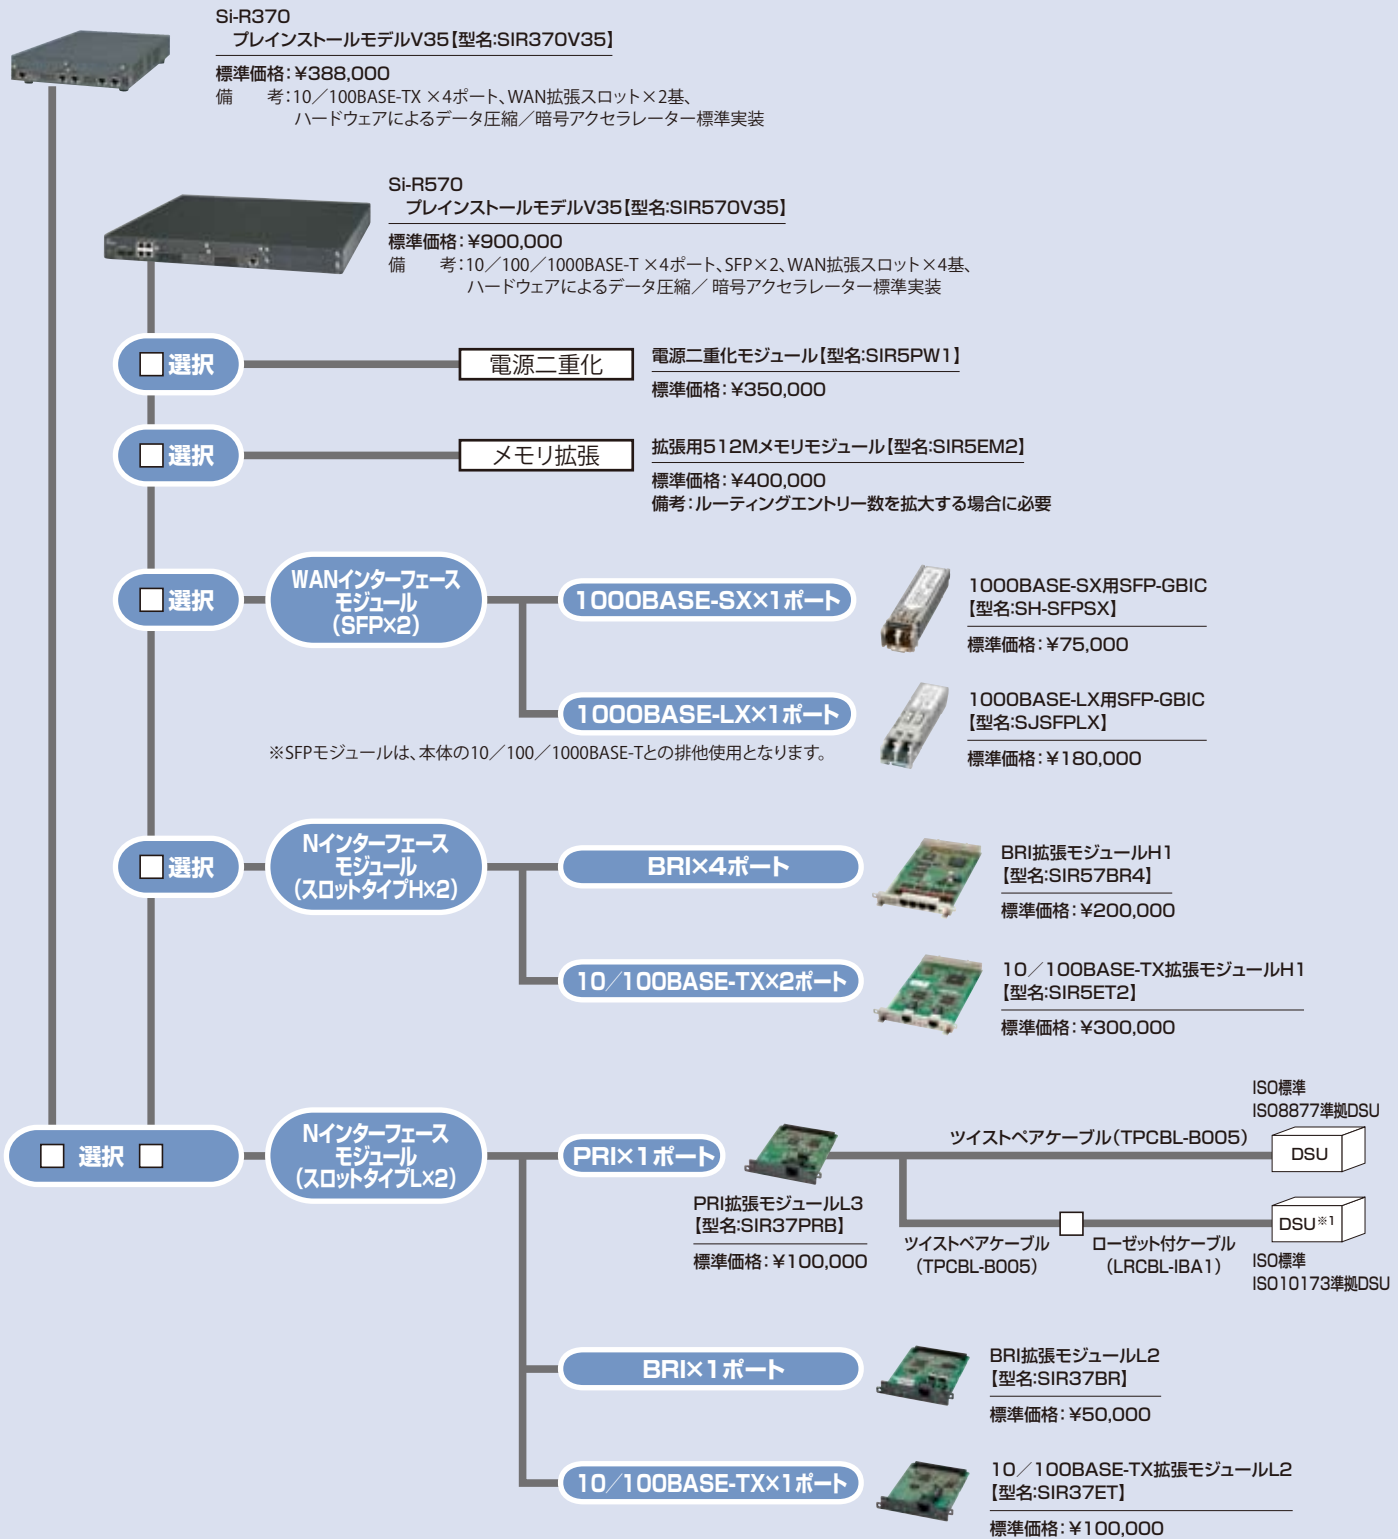 Si-R370
プレインストールモデルV35【型名:SIR370V35】
標準価格：¥388,000
備　　考：10／100BASE-TX ×4ポート、WAN拡張スロット×2基、
ハードウェアによるデータ圧縮／暗号アクセラレーター標準実装
Si-R570
プレインストールモデルV35【型名:SIR570V35】
標準価格：¥900,000
備　　考：10／100／1000BASE-T ×4ポート、SFP×2、WAN拡張スロット×4基、
ハードウェアによるデータ圧縮／ 暗号アクセラレーター標準実装
□選択
電源二重化
電源二重化モジュール【型名:SIR5PW1】
標準価格：¥350,000
□選択
メモリ拡張
拡張用512Mメモリモジュール【型名:SIR5EM2】
標準価格：¥400,000
備考：ルーティングエントリー数を拡大する場合に必要
□選択
WANインターフェース
モジュール
（SFP×2）
1000BASE-SX×1ポート
1000BASE-SX用SFP-GBIC
【型名:SH-SFPSX】
標準価格：¥75,000
1000BASE-LX×1ポート
1000BASE-LX用SFP-GBIC
【型名:SJSFPLX】
標準価格：¥180,000
※SFPモジュールは、本体の10／100／1000BASE-Tとの排他使用となります。
□選択
Nインターフェース
モジュール
（スロットタイプH×2）
BRI×4ポート
BRI拡張モジュールH1
【型名:SIR57BR4】
標準価格：¥200,000
10／100BASE-TX×2ポート
10／100BASE-TX拡張モジュールH1
【型名:SIR5ET2】
標準価格：¥300,000
□ 選択 □
Nインターフェース
モジュール
（スロットタイプL×2）
PRI×1ポート
PRI拡張モジュールL3
【型名:SIR37PRB】
標準価格：¥100,000
ツイストペアケーブル（TPCBL-B005）
ISO標準
ISO8877準拠DSU
DSU
ツイストペアケーブル
（TPCBL-B005）
ローゼット付ケーブル
（LRCBL-IBA1）
DSU※1
ISO標準
ISO10173準拠DSU
BRI×1ポート
BRI拡張モジュールL2
【型名:SIR37BR】
標準価格：¥50,000
10／100BASE-TX×1ポート
10／100BASE-TX拡張モジュールL2
【型名:SIR37ET】
標準価格：¥100,000